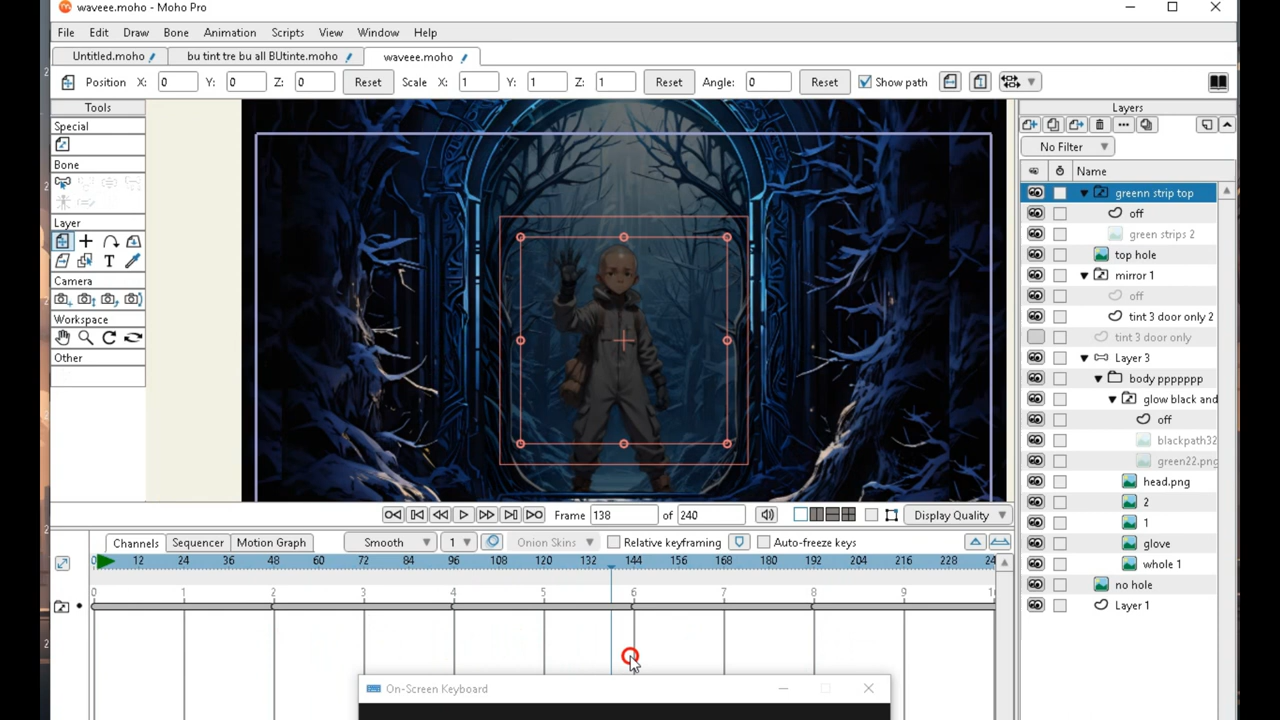 waveee.moho - Moho Pro
File Edit Draw Bone Animation Scripts View Window Help
Untitled.moho bu tint tre bu all BUtinte.moho waveee.moho
Position X: 0 Y: 0 Z: 0 Reset Scale X: 1 Y: 1 Z: 1 Reset Angle: 0 Reset Show path
Tools
Special
Bone
Layer
Camera
Workspace
Other
Layers
No Filter
Name
greenn strip top
off
green strips 2
top hole
mirror 1
off
tint 3 door only 2
tint 3 door only
Layer 3
body ppppppp
glow black and
off
blackpath32
green22.png
head.png
2
1
glove
whole 1
no hole
Layer 1
Frame 138 of 240 Display Quality
Channels Sequencer Motion Graph Smooth 1 Onion Skins Relative keyframing Auto-freeze keys
0 12 24 36 48 60 72 84 96 108 120 132 144 156 168 180 192 204 216 228 24
0 1 2 3 4 5 6 7 8 9 1
On-Screen Keyboard